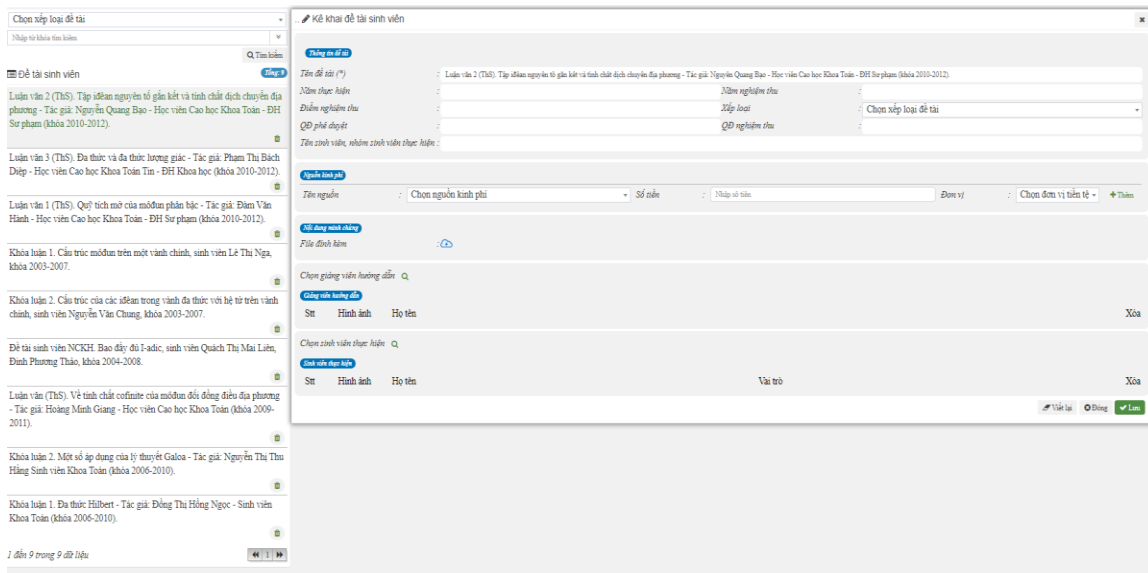 Chọn xếp loại đề tài
Nhập từ khóa tìm kiếm
Tìm kiếm
Đề tài sinh viên
Tổng: 9
Luận văn 2 (ThS). Tập iđêan nguyên tố gắn kết và tính chất dịch chuyển địa
phương - Tác giả: Nguyễn Quang Bạo - Học viên Cao học Khoa Toán - ĐH
Sư phạm (khóa 2010-2012).
Luận văn 3 (ThS). Đa thức và đa thức lượng giác - Tác giả: Phạm Thị Bách
Diệp - Học viên Cao học Khoa Toán Tin - ĐH Khoa học (khóa 2010-2012).
Luận văn 1 (ThS). Quỹ tích mở của môđun phân bậc - Tác giả: Đàm Văn
Hành - Học viên Cao học Khoa Toán - ĐH Sư phạm (khóa 2010-2012).
Khóa luận 1. Cấu trúc môđun trên một vành chính, sinh viên Lê Thị Nga,
khóa 2003-2007.
Khóa luận 2. Cấu trúc của các iđêan trong vành đa thức với hệ tử trên vành
chính, sinh viên Nguyễn Văn Chung, khóa 2003-2007.
Đề tài sinh viên NCKH. Bao đầy đủ I-adic, sinh viên Quách Thị Mai Liên,
Đinh Phương Thảo, khóa 2004-2008.
Luận văn (ThS). Về tính chất cofinite của môđun đối đồng điều địa phương
- Tác giả: Hoàng Minh Giang - Học viên Cao học Khoa Toán (khóa 2009-
2011).
Khóa luận 2. Một số áp dụng của lý thuyết Galoa - Tác giả: Nguyễn Thị Thu
Hằng Sinh viên Khoa Toán (khóa 2006-2010).
Khóa luận 1. Đa thức Hilbert - Tác giả: Đồng Thị Hồng Ngọc - Sinh viên
Khoa Toán (khóa 2006-2010).
1 đến 9 trong 9 dữ liệu
1
.. Kê khai đề tài sinh viên
Thông tin đề tài
Tên đề tài (*) : Luận văn 2 (ThS). Tập iđêan nguyên tố gắn kết và tính chất dịch chuyển địa phương - Tác giả: Nguyễn Quang Bạo - Học viên Cao học Khoa Toán - ĐH Sư phạm (khóa 2010-2012).
Năm thực hiện : Năm nghiệm thu :
Điểm nghiệm thu : Xếp loại : Chọn xếp loại đề tài
QĐ phê duyệt : QĐ nghiệm thu :
Tên sinh viên, nhóm sinh viên thực hiện :
Nguồn kinh phí
Tên nguồn : Chọn nguồn kinh phí Số tiền : Nhập số tiền Đơn vị : Chọn đơn vị tiền tệ Thêm
Nội dung minh chứng
File đính kèm :
Chọn giảng viên hướng dẫn
Giảng viên hướng dẫn
Stt Hình ảnh Họ tên Xóa
Chọn sinh viên thực hiện
Sinh viên thực hiện
Stt Hình ảnh Họ tên Vai trò Xóa
Viết lại Đóng Lưu